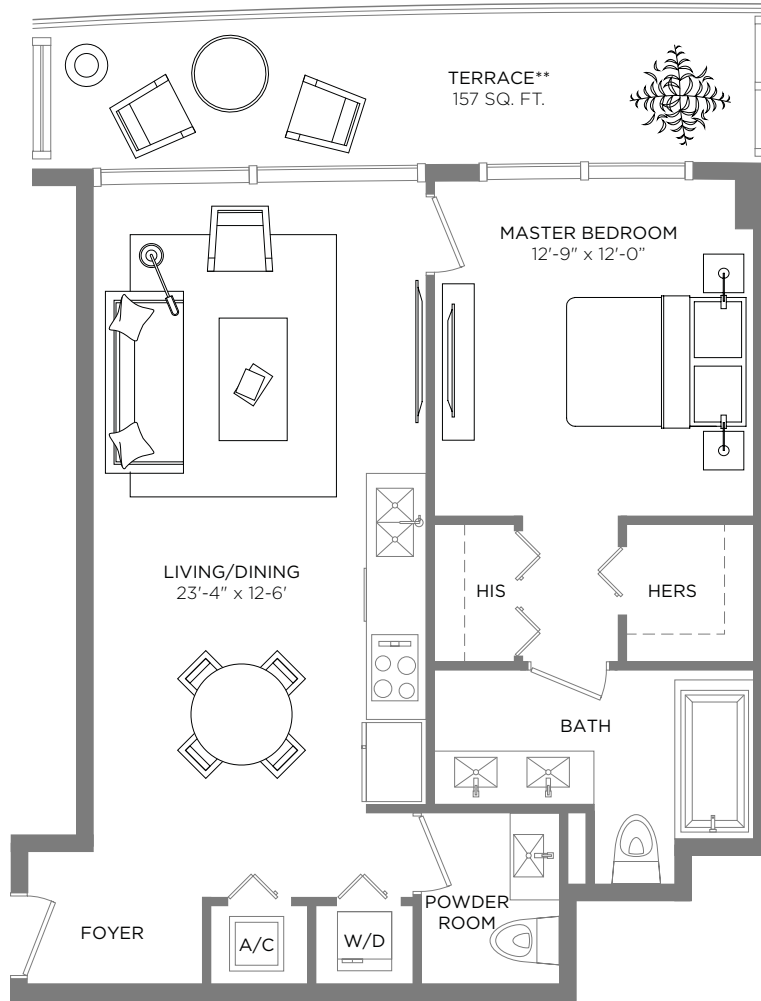 TERRACE**
157 SQ. FT.
MASTER BEDROOM
12'-9" x 12'-0”
LIVING/DINING
23'-4" x 12-6'
HIS
HERS
BATH
POWDER
ROOM
FOYER
A/C
W/D